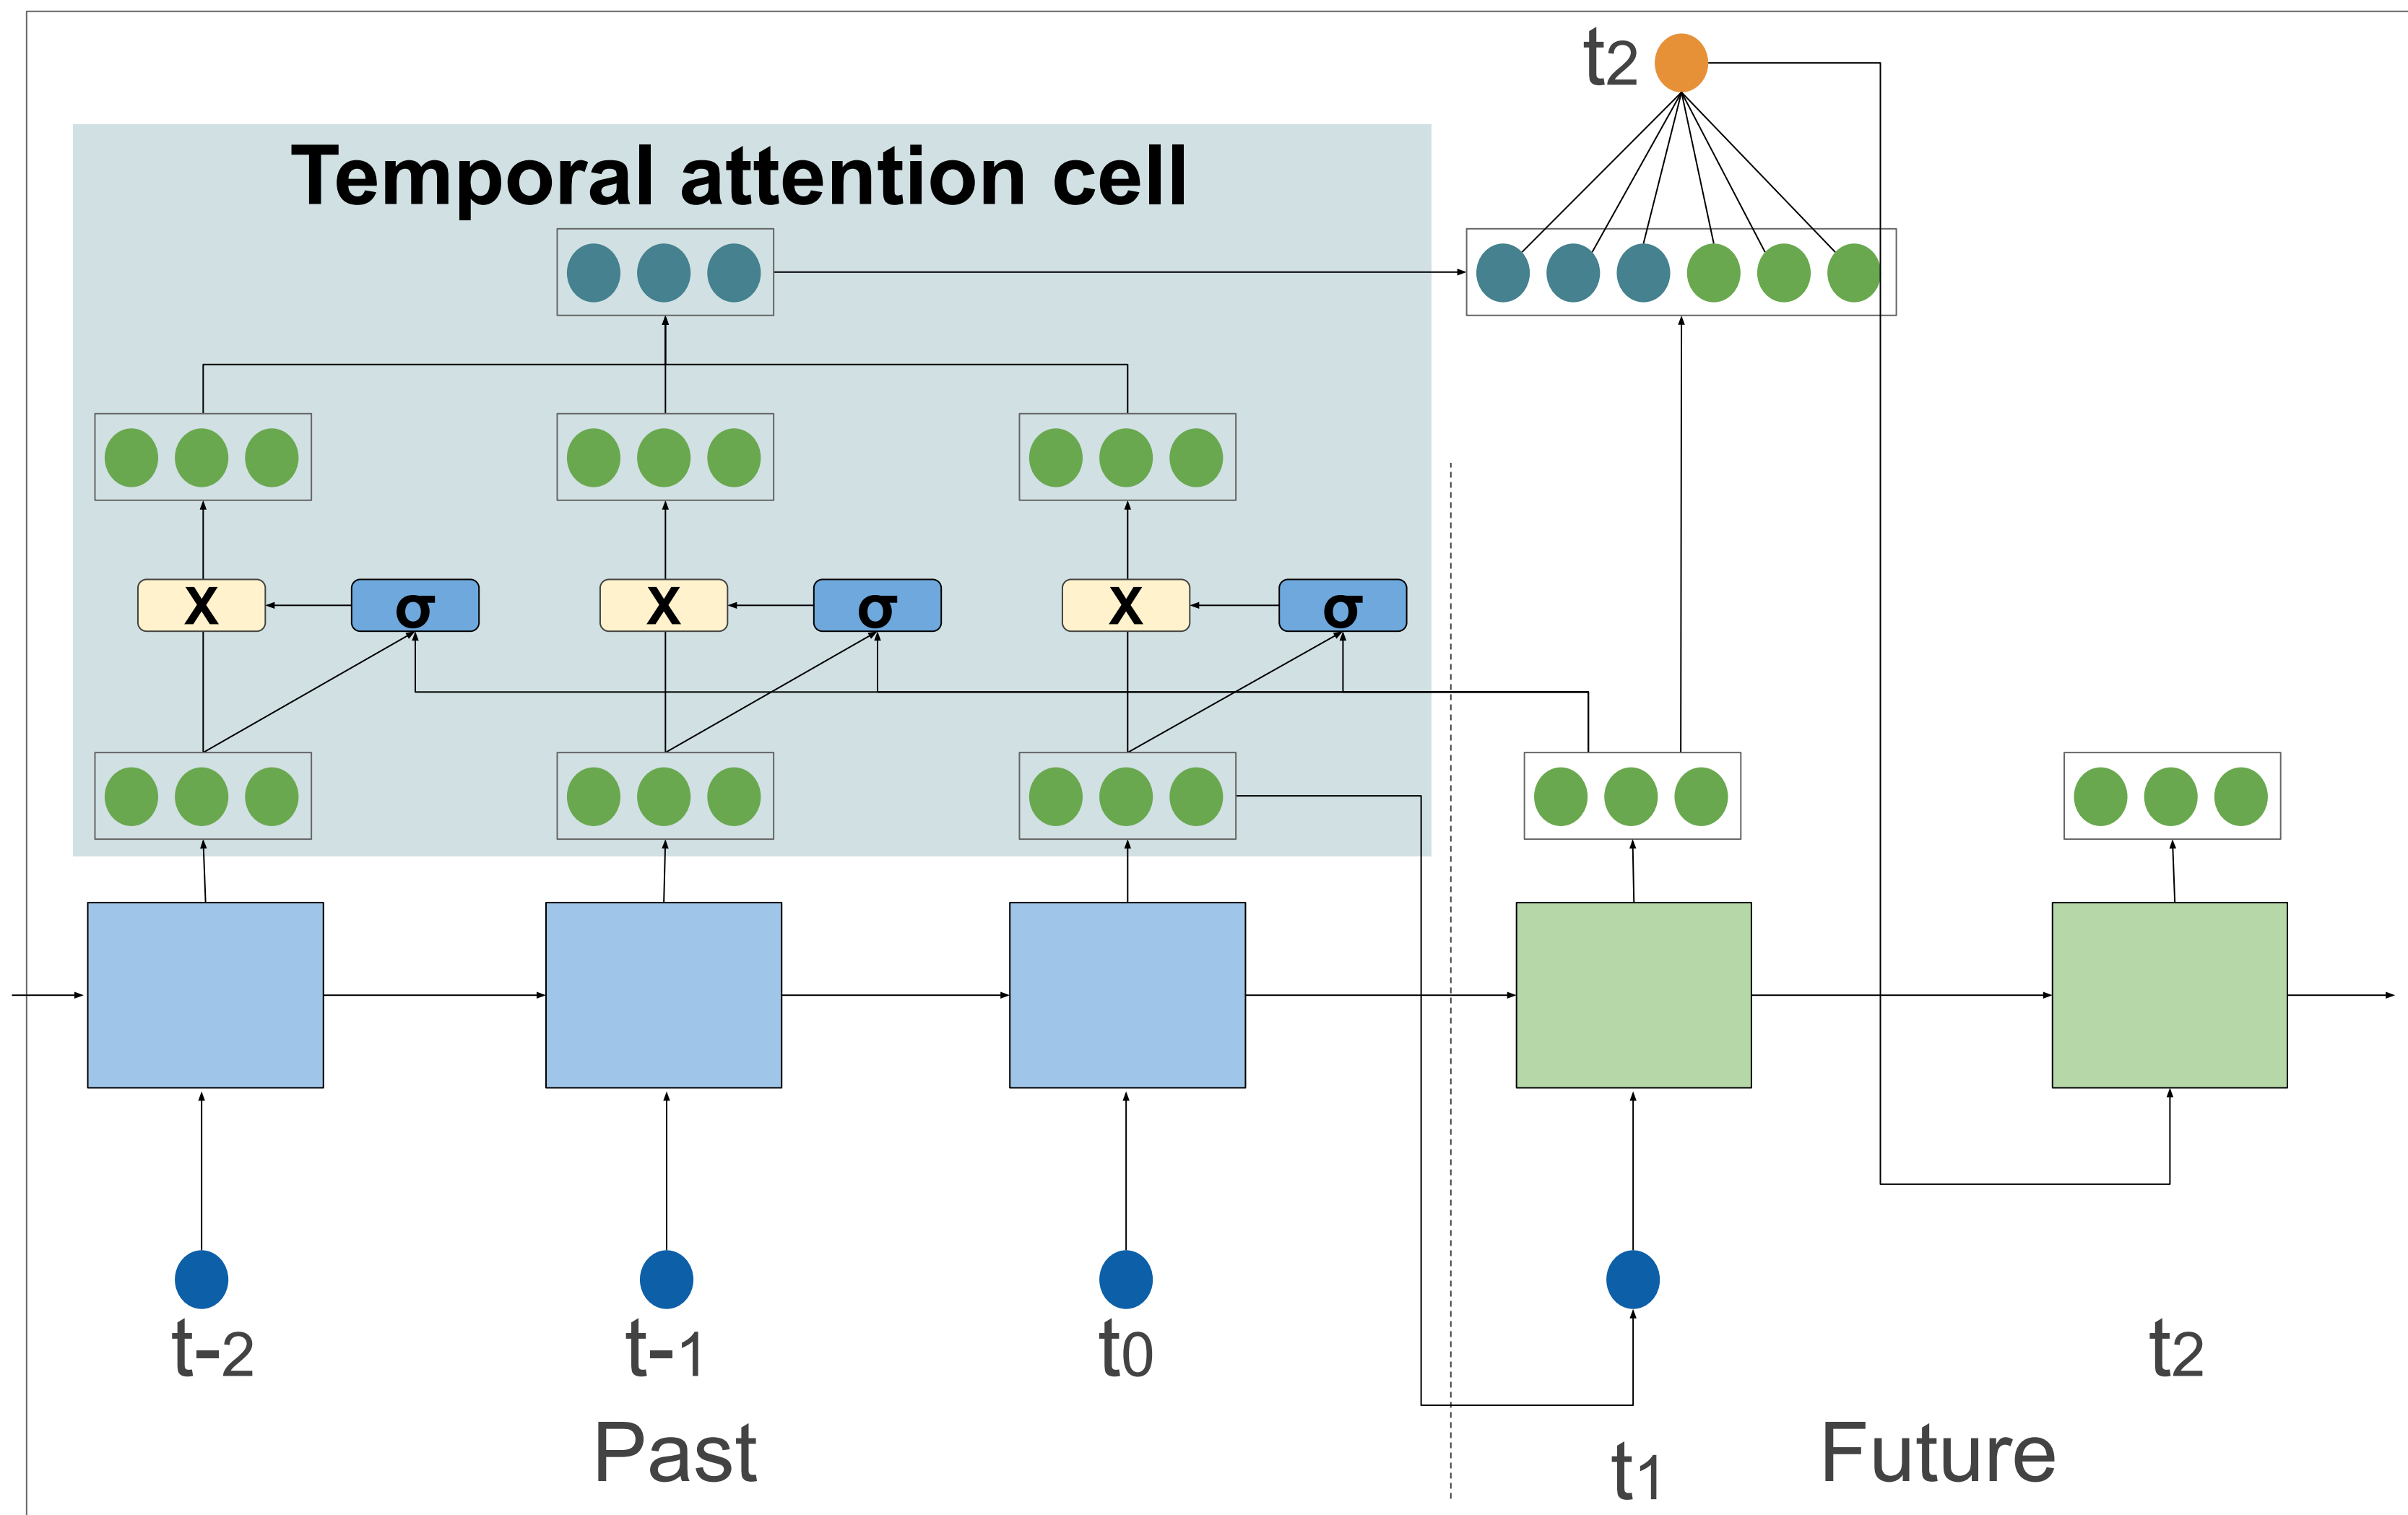 t2
Temporal attention cell
X σ X σ X σ
t-2 t-1 t0 t2
Past t1 Future